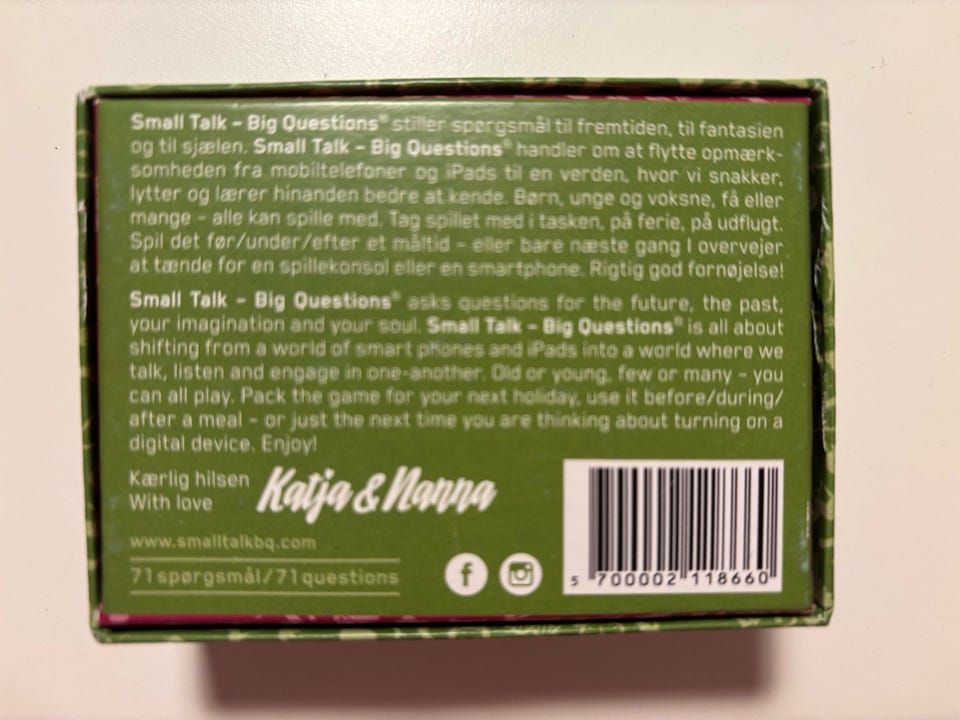 Small Talk – Big Questions® stiller spørgsmål til fremtiden, til fantasien
og til sjælen. Small Talk – Big Questions® handler om at flytte opmærk-
somheden fra mobiltelefoner og iPads til en verden, hvor vi snakker,
lytter og lærer hinanden bedre at kende. Børn, unge og voksne, få eller
mange – alle kan spille med. Tag spillet med i tasken, på ferie, på udflugt.
Spil det før/under/efter et måltid – eller bare næste gang I overvejer
at tænde for en spillekonsol eller en smartphone. Rigtig god fornøjelse!
Small Talk – Big Questions® asks questions for the future, the past,
your imagination and your soul. Small Talk – Big Questions® is all about
shifting from a world of smart phones and iPads into a world where we
talk, listen and engage in one-another. Old or young, few or many – you
can all play. Pack the game for your next holiday, use it before/during/
after a meal – or just the next time you are thinking about turning on a
digital device. Enjoy!
Kærlig hilsen
With love
Katja & Nanna
www.smalltalkbq.com
71 spørgsmål/71 questions
f
5 700002 118660